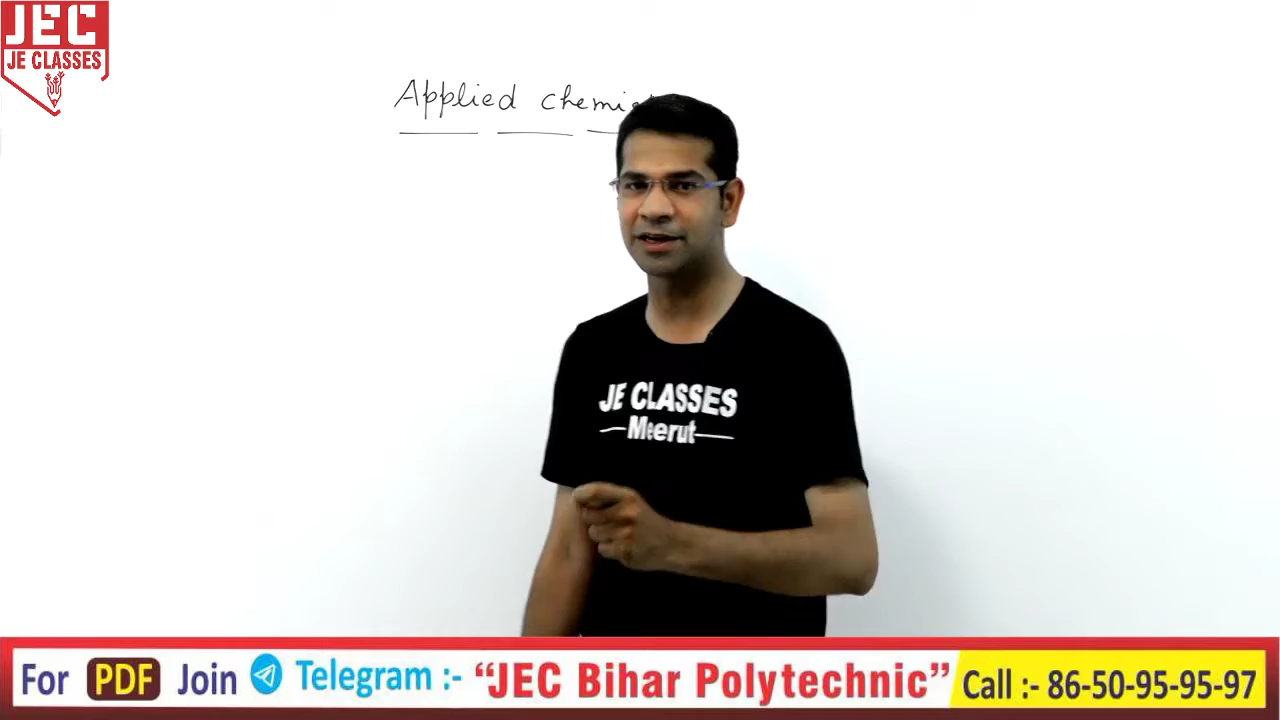 JEC
JE CLASSES
Applied chemis
JE CLASSES
Meerut
For PDF Join Telegram :- “JEC Bihar Polytechnic” Call :- 86-50-95-95-97